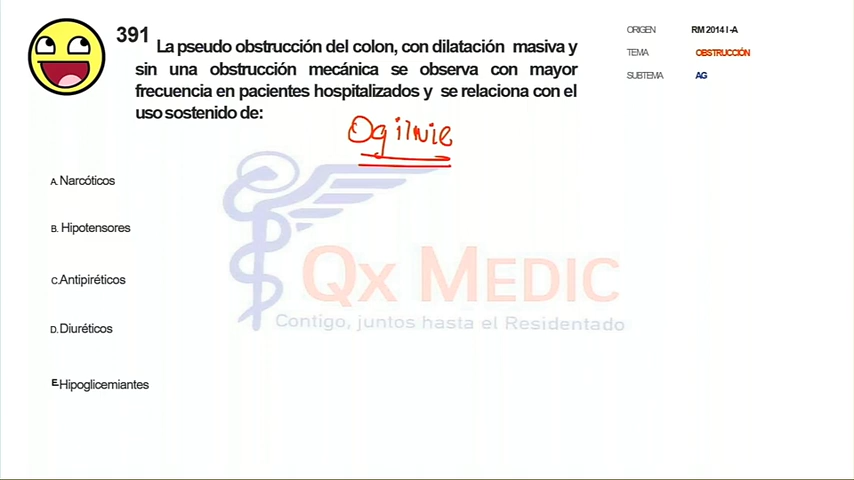 391
La pseudo obstrucción del colon, con dilatación masiva y
sin una obstrucción mecánica se observa con mayor
frecuencia en pacientes hospitalizados y se relaciona con el
uso sostenido de:
Ogilvie
A. Narcóticos
B. Hipotensores
C. Antipiréticos
D. Diuréticos
E. Hipoglicemiantes
ORIGEN RM 2014 I -A
TEMA OBSTRUCCIÓN
SUBTEMA AG
Qx MEDIC
Contigo, juntos hasta el Residentado